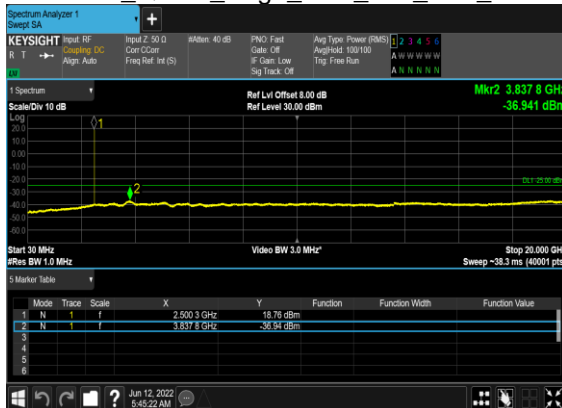 Spectrum Analyzer 1
Swept SA
+
KEYSIGHT
R T
Input: RF
Coupling: DC
Align: Auto
Input Z: 50 Ω
Corr CCorr
Freq Ref: Int (S)
#Atten: 40 dB
PNO: Fast
Gate: Off
IF Gain: Low
Sig Track: Off
Avg Type: Power (RMS)
Avg|Hold: 100/100
Trig: Free Run
1 2 3 4 5 6
A W W W W W
A N N N N N
1 Spectrum
Scale/Div 10 dB
Ref Lvl Offset 8.00 dB
Ref Level 30.00 dBm
Mkr2 3.837 8 GHz
-36.941 dBm
Log
20.0
10.0
0.00
-10.0
-20.0
-30.0
-40.0
-50.0
-60.0
1
2
DL1 -25.00 dBm
Start 30 MHz
#Res BW 1.0 MHz
Video BW 3.0 MHz*
Stop 20.000 GH
Sweep ~38.3 ms (40001 pts
5 Marker Table
Mode Trace Scale X Y Function Function Width Function Value
1 N 1 f 2.500 3 GHz 18.76 dBm
2 N 1 f 3.837 8 GHz -36.94 dBm
3
4
5
6
?
Jun 12, 2022
5:45:22 AM